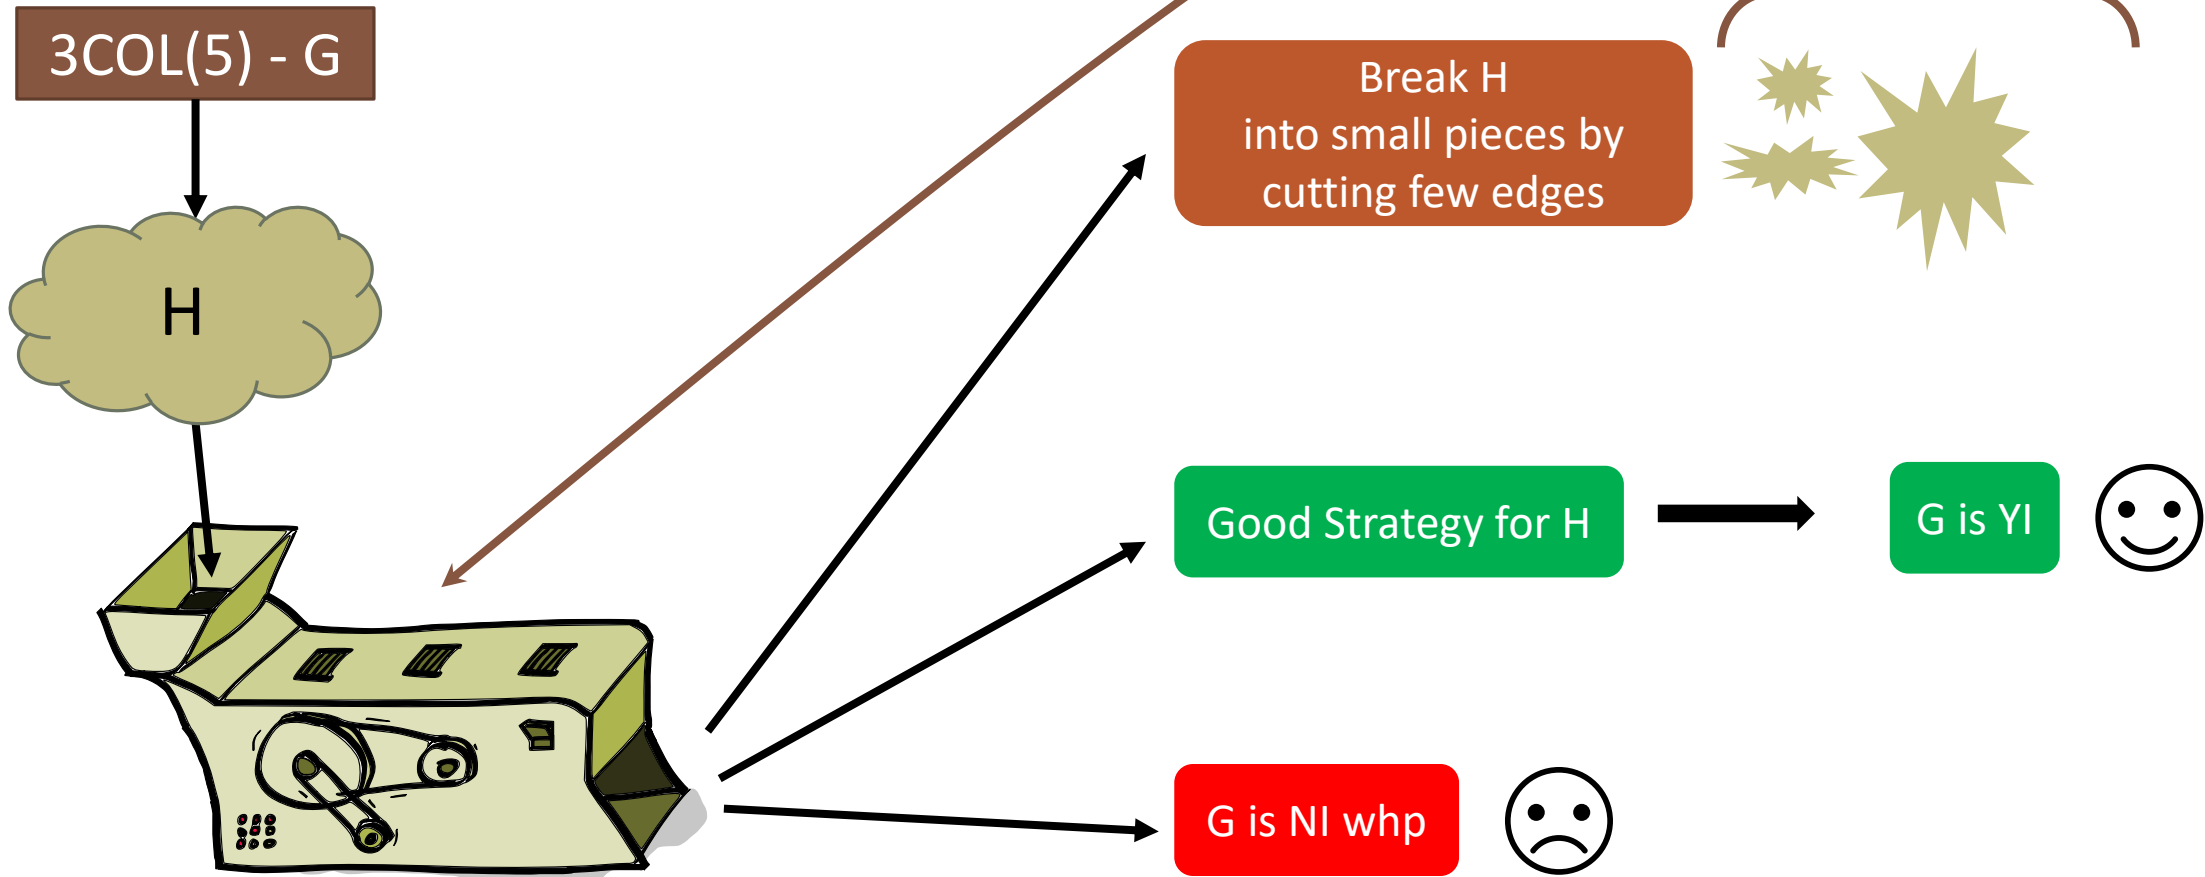 3COL(5) - G
H
Break H
into small pieces by
cutting few edges
Good Strategy for H
G is YI
G is NI whp